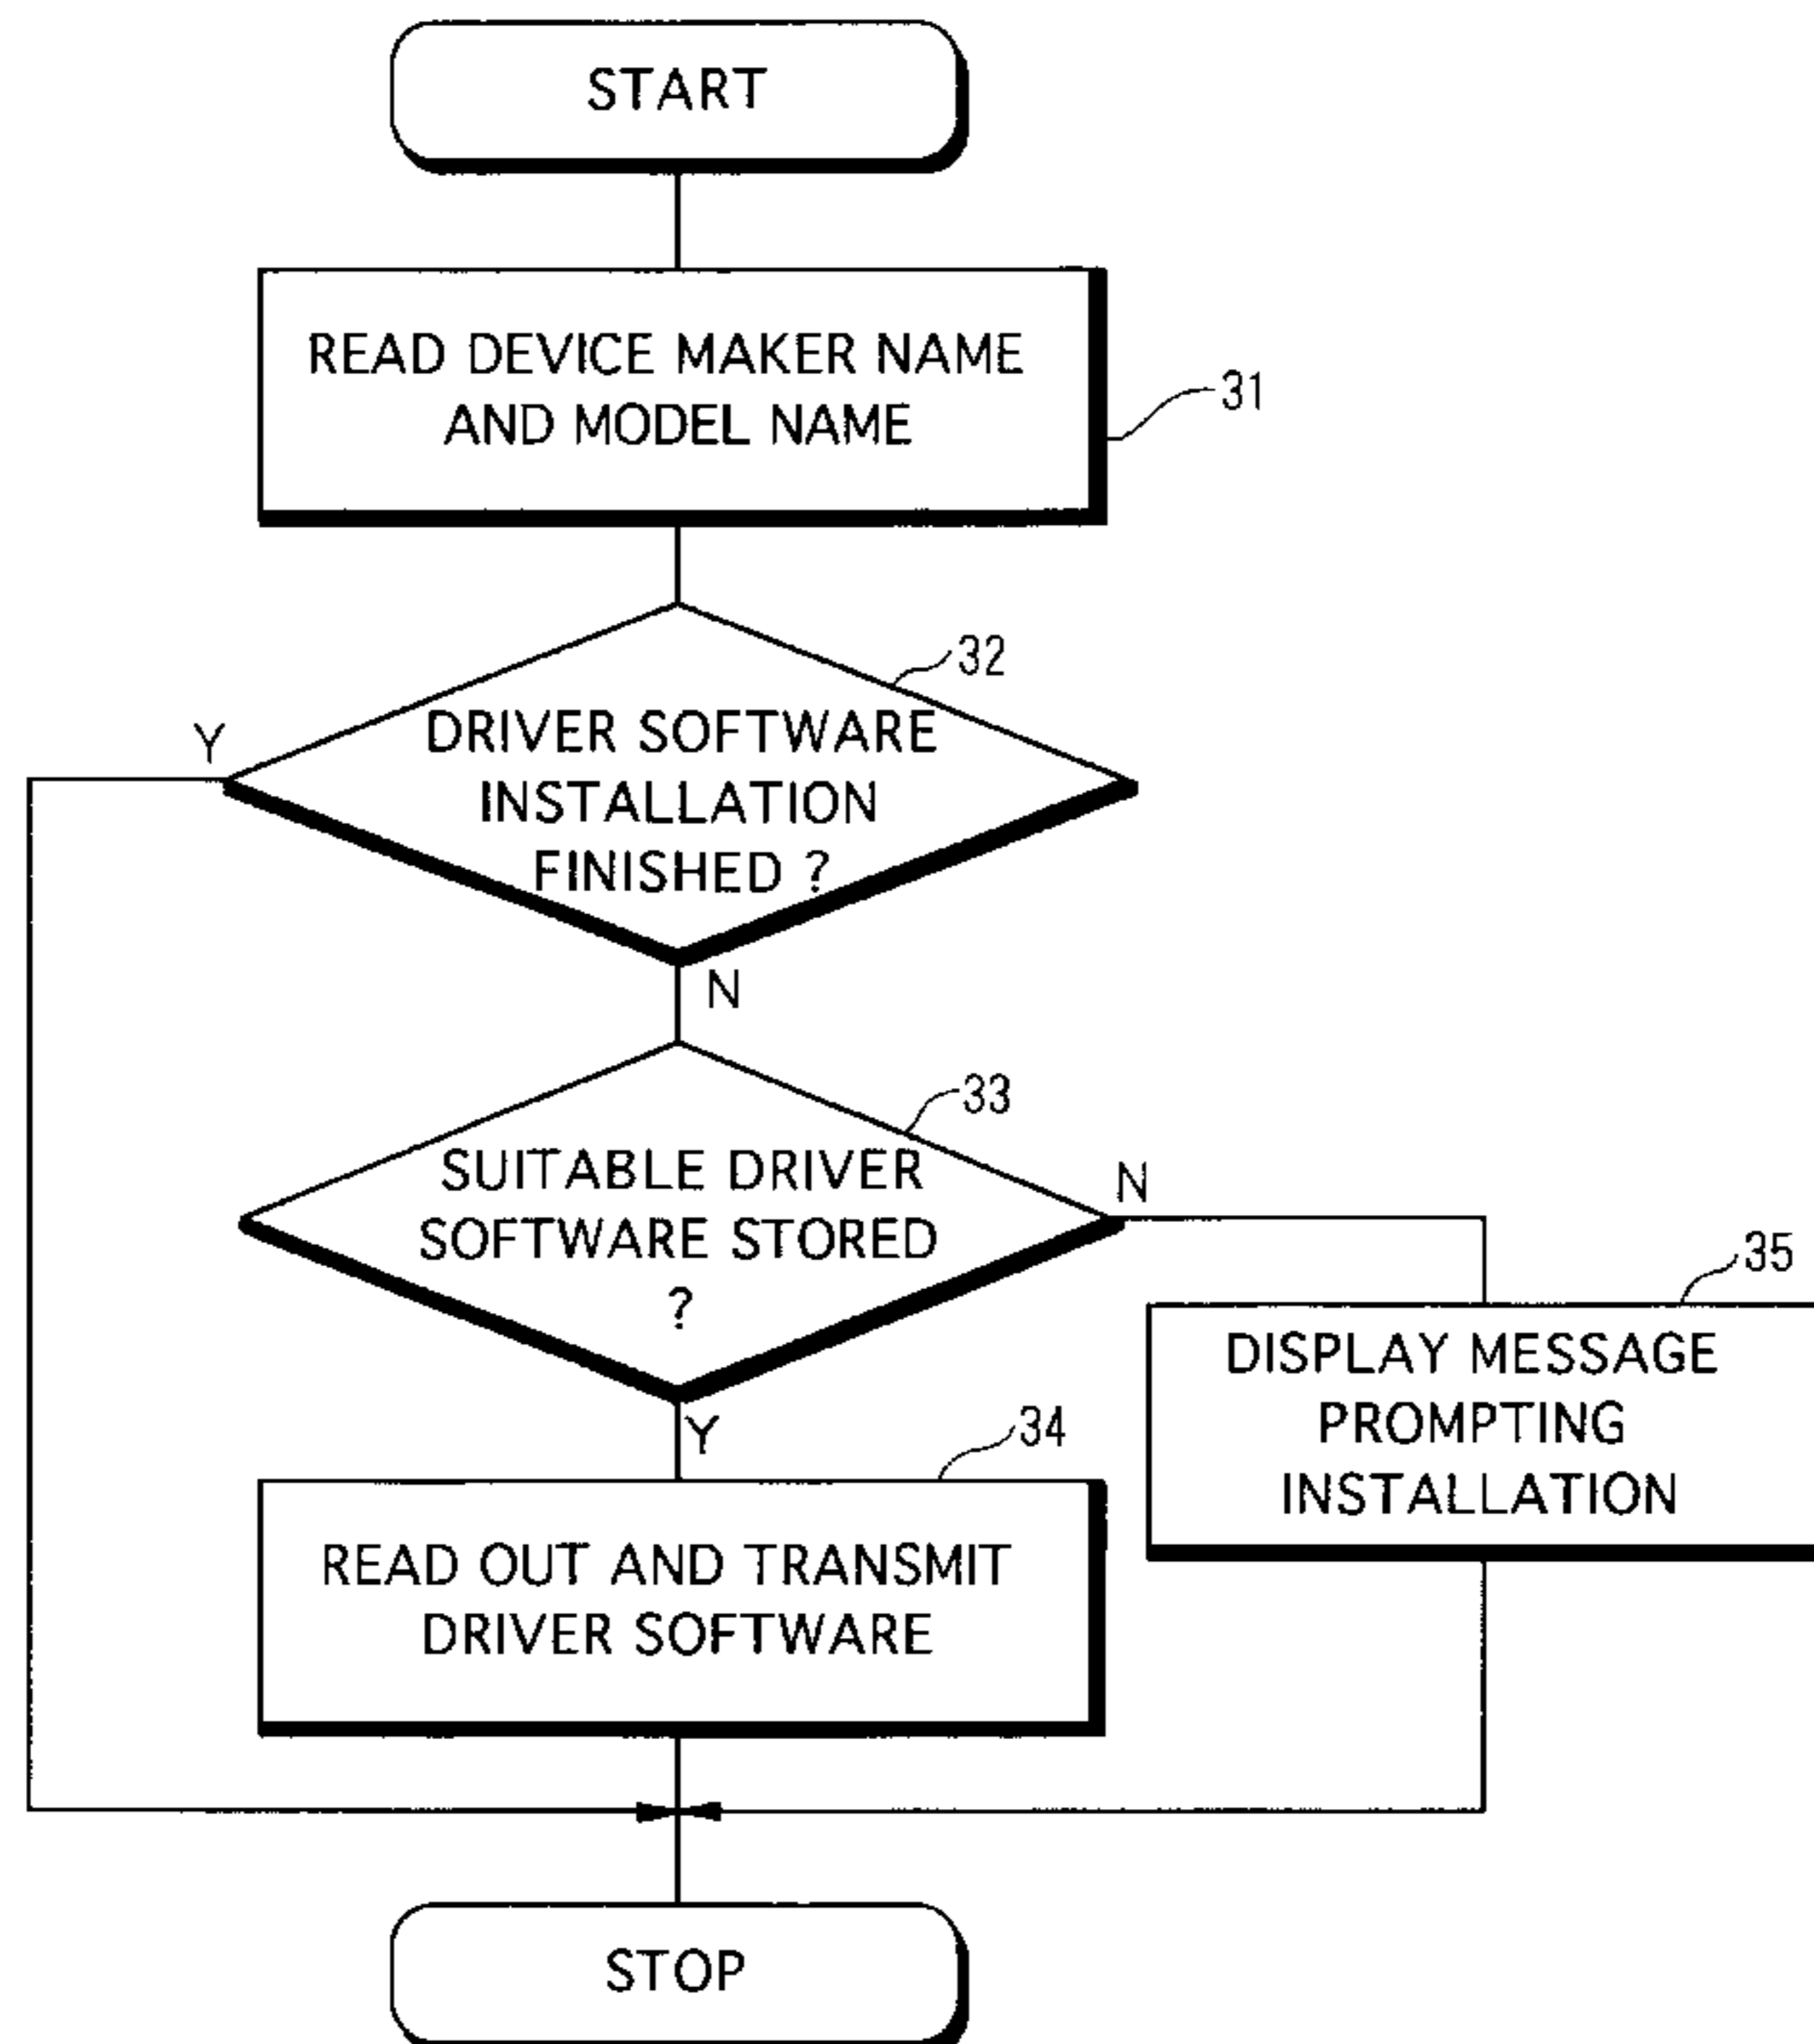 START
READ DEVICE MAKER NAME
AND MODEL NAME
31
32
Y
DRIVER SOFTWARE
INSTALLATION
FINISHED ?
N
33
SUITABLE DRIVER
SOFTWARE STORED
?
N
Y
35
DISPLAY MESSAGE
PROMPTING
INSTALLATION
34
READ OUT AND TRANSMIT
DRIVER SOFTWARE
STOP